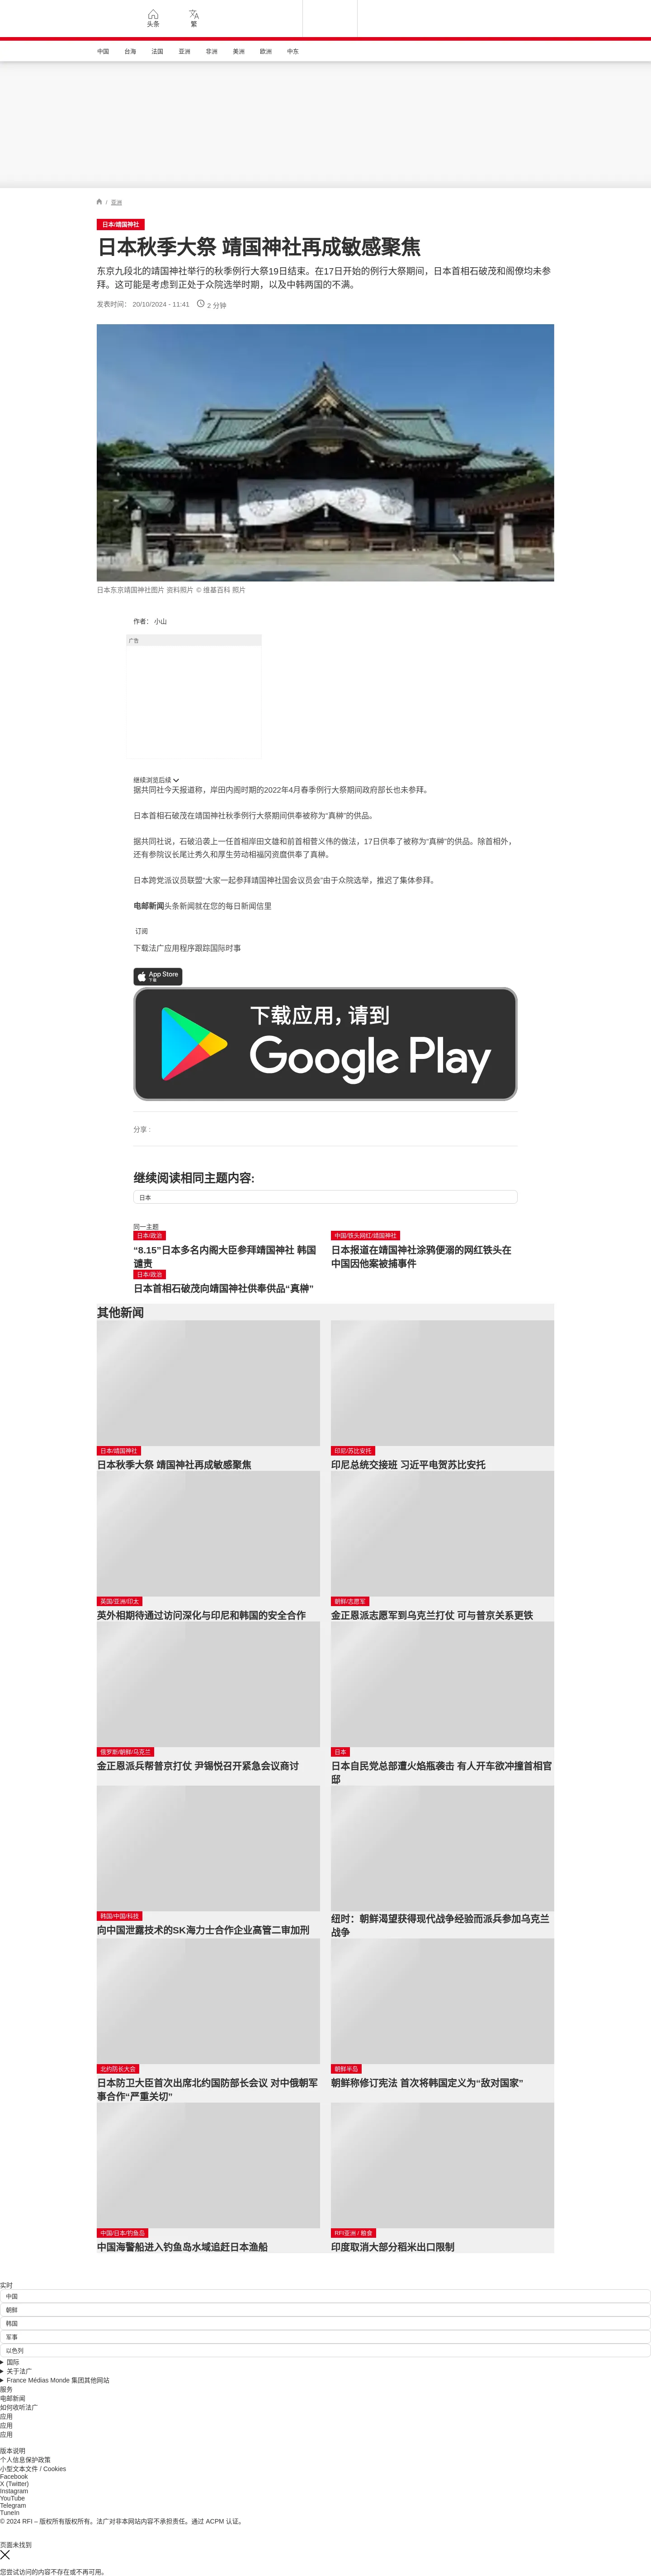 头条
繁
中国
台海
法国
亚洲
非洲
美洲
欧洲
中东
/ 亚洲
日本/靖国神社
日本秋季大祭 靖国神社再成敏感聚焦
东京九段北的靖国神社举行的秋季例行大祭19日结束。在17日开始的例行大祭期间，日本首相石破茂和阁僚均未参
拜。这可能是考虑到正处于众院选举时期，以及中韩两国的不满。
发表时间： 20/10/2024 - 11:41
2 分钟
日本东京靖国神社图片 资料照片 © 维基百科 照片
作者： 小山
广告
继续浏览后续
据共同社今天报道称，岸田内阁时期的2022年4月春季例行大祭期间政府部长也未参拜。
日本首相石破茂在靖国神社秋季例行大祭期间供奉被称为“真榊”的供品。
据共同社说，石破沿袭上一任首相岸田文雄和前首相菅义伟的做法，17日供奉了被称为“真榊”的供品。除首相外，
还有参院议长尾辻秀久和厚生劳动相福冈资麿供奉了真榊。
日本跨党派议员联盟“大家一起参拜靖国神社国会议员会”由于众院选举，推迟了集体参拜。
电邮新闻头条新闻就在您的每日新闻信里
订阅
下载法广应用程序跟踪国际时事
App Store
下载
下载应用，请到
Google Play
分享 :
继续阅读相同主题内容:
日本
同一主题
日本/政治
“8.15”日本多名内阁大臣参拜靖国神社 韩国
谴责
中国/铁头网红/靖国神社
日本报道在靖国神社涂鸦便溺的网红铁头在
中国因他案被捕事件
日本/政治
日本首相石破茂向靖国神社供奉供品“真榊”
其他新闻
日本/靖国神社
日本秋季大祭 靖国神社再成敏感聚焦
印尼/苏比安托
印尼总统交接班 习近平电贺苏比安托
英国/亚洲/印太
英外相期待通过访问深化与印尼和韩国的安全合作
朝鲜/志愿军
金正恩派志愿军到乌克兰打仗 可与普京关系更铁
俄罗斯/朝鲜/乌克兰
金正恩派兵帮普京打仗 尹锡悦召开紧急会议商讨
日本
日本自民党总部遭火焰瓶袭击 有人开车欲冲撞首相官
邸
韩国/中国/科技
向中国泄露技术的SK海力士合作企业高管二审加刑
纽时：朝鲜渴望获得现代战争经验而派兵参加乌克兰
战争
北约防长大会
日本防卫大臣首次出席北约国防部长会议 对中俄朝军
事合作“严重关切”
朝鲜半岛
朝鲜称修订宪法 首次将韩国定义为“敌对国家”
中国/日本/钓鱼岛
中国海警船进入钓鱼岛水域追赶日本渔船
RFI亚洲 / 粮食
印度取消大部分稻米出口限制
实时
中国
朝鲜
韩国
军事
以色列
国际
关于法广
France Médias Monde 集团其他网站
服务
电邮新闻
如何收听法广
应用
应用
应用
版本说明
个人信息保护政策
小型文本文件 / Cookies
Facebook
X (Twitter)
Instagram
YouTube
Telegram
TuneIn
© 2024 RFI – 版权所有版权所有。法广对非本网站内容不承担责任。通过 ACPM 认证。
页面未找到
您尝试访问的内容不存在或不再可用。